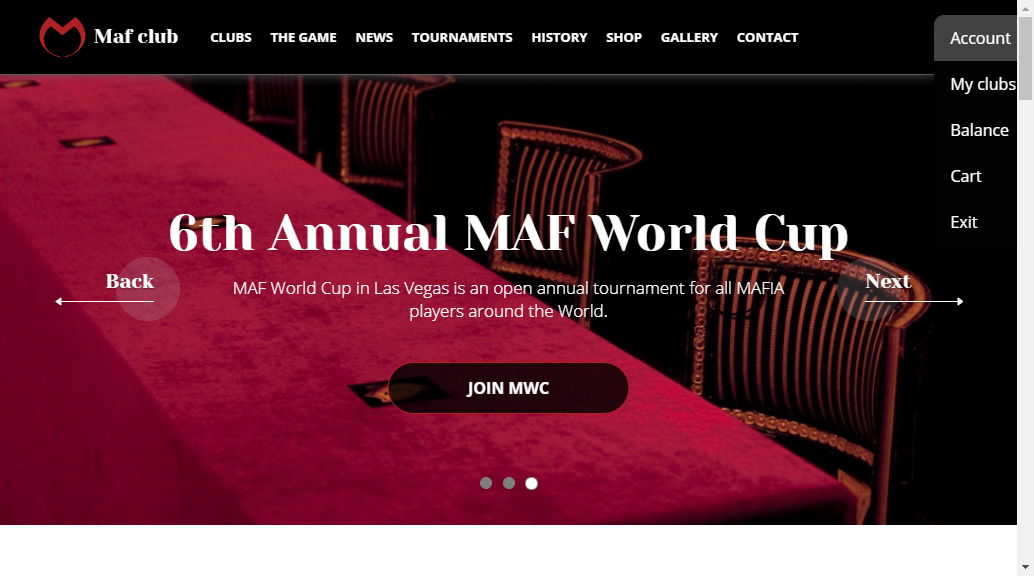 Maf club
CLUBS THE GAME NEWS TOURNAMENTS HISTORY SHOP GALLERY CONTACT
Account
My clubs
Balance
Cart
Exit
6th Annual MAF World Cup
Back
Next
MAF World Cup in Las Vegas is an open annual tournament for all MAFIA
players around the World.
JOIN MWC